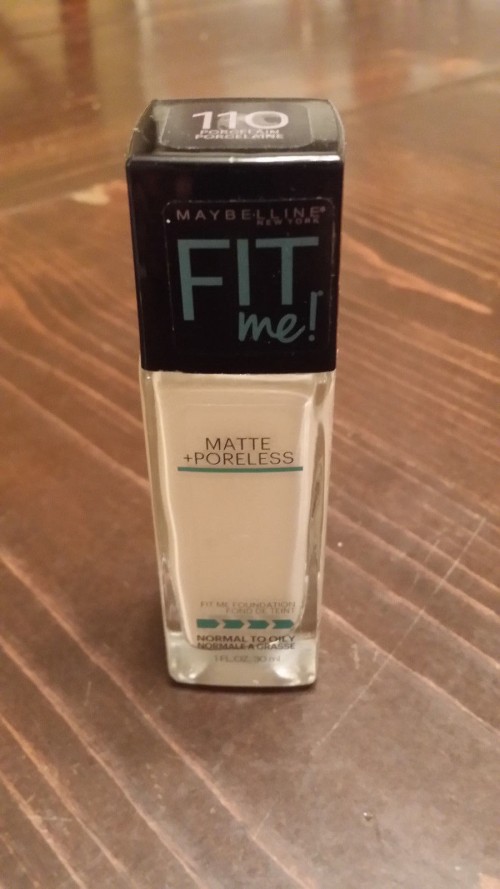 110
PORCELAIN
PORCELAINE
MAYBELLINE®
NEW YORK
FIT
me!
MATTE
+PORELESS
FIT ME FOUNDATION
FOND DE TEINT
NORMAL TO OILY
NORMALE À GRASSE
1 FL. OZ. 30 ml